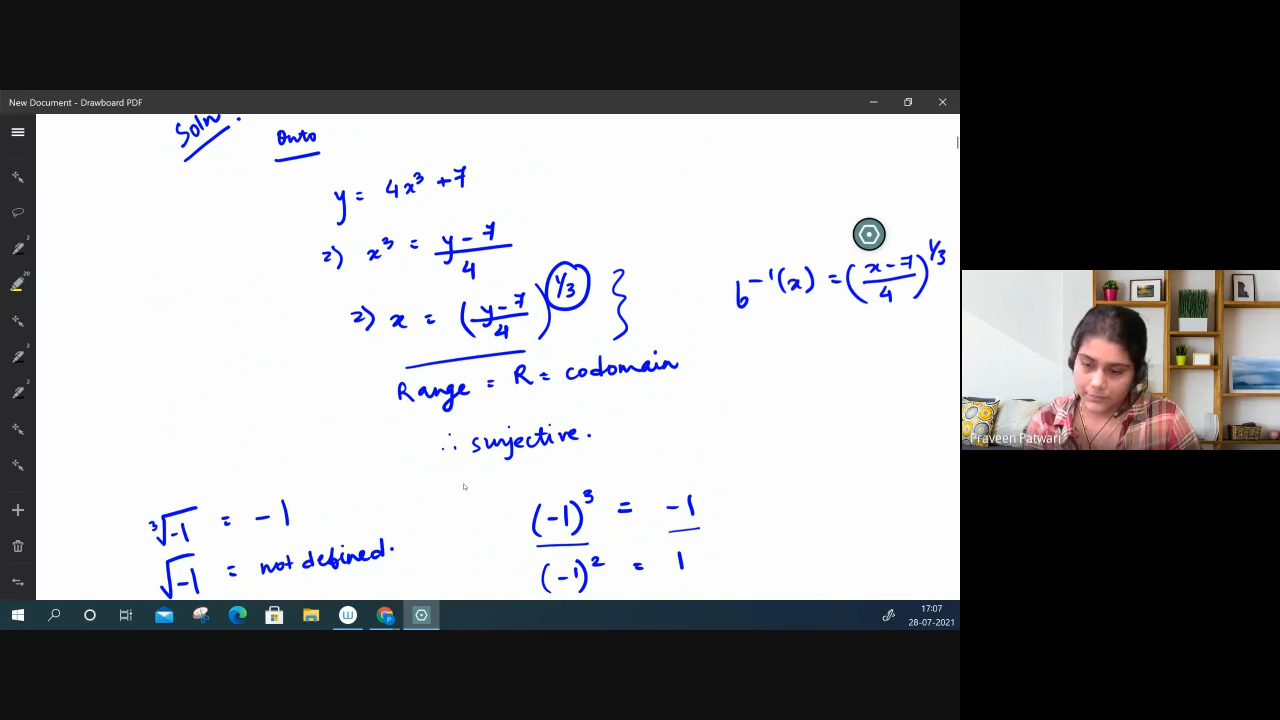 New Document - Drawboard PDF
Soln.
Onto
y = 4x³ + 7
=) x³ = (y - 7)/4
=) x = ((y - 7)/4)^(1/3) }
Range = R = codomain
∴ surjective.
f⁻¹(x) = ((x - 7)/4)^(1/3)
³√-1 = -1
√-1 = not defined.
(-1)³ = -1
(-1)² = 1
Praveen Patwari
17:07
28-07-2021